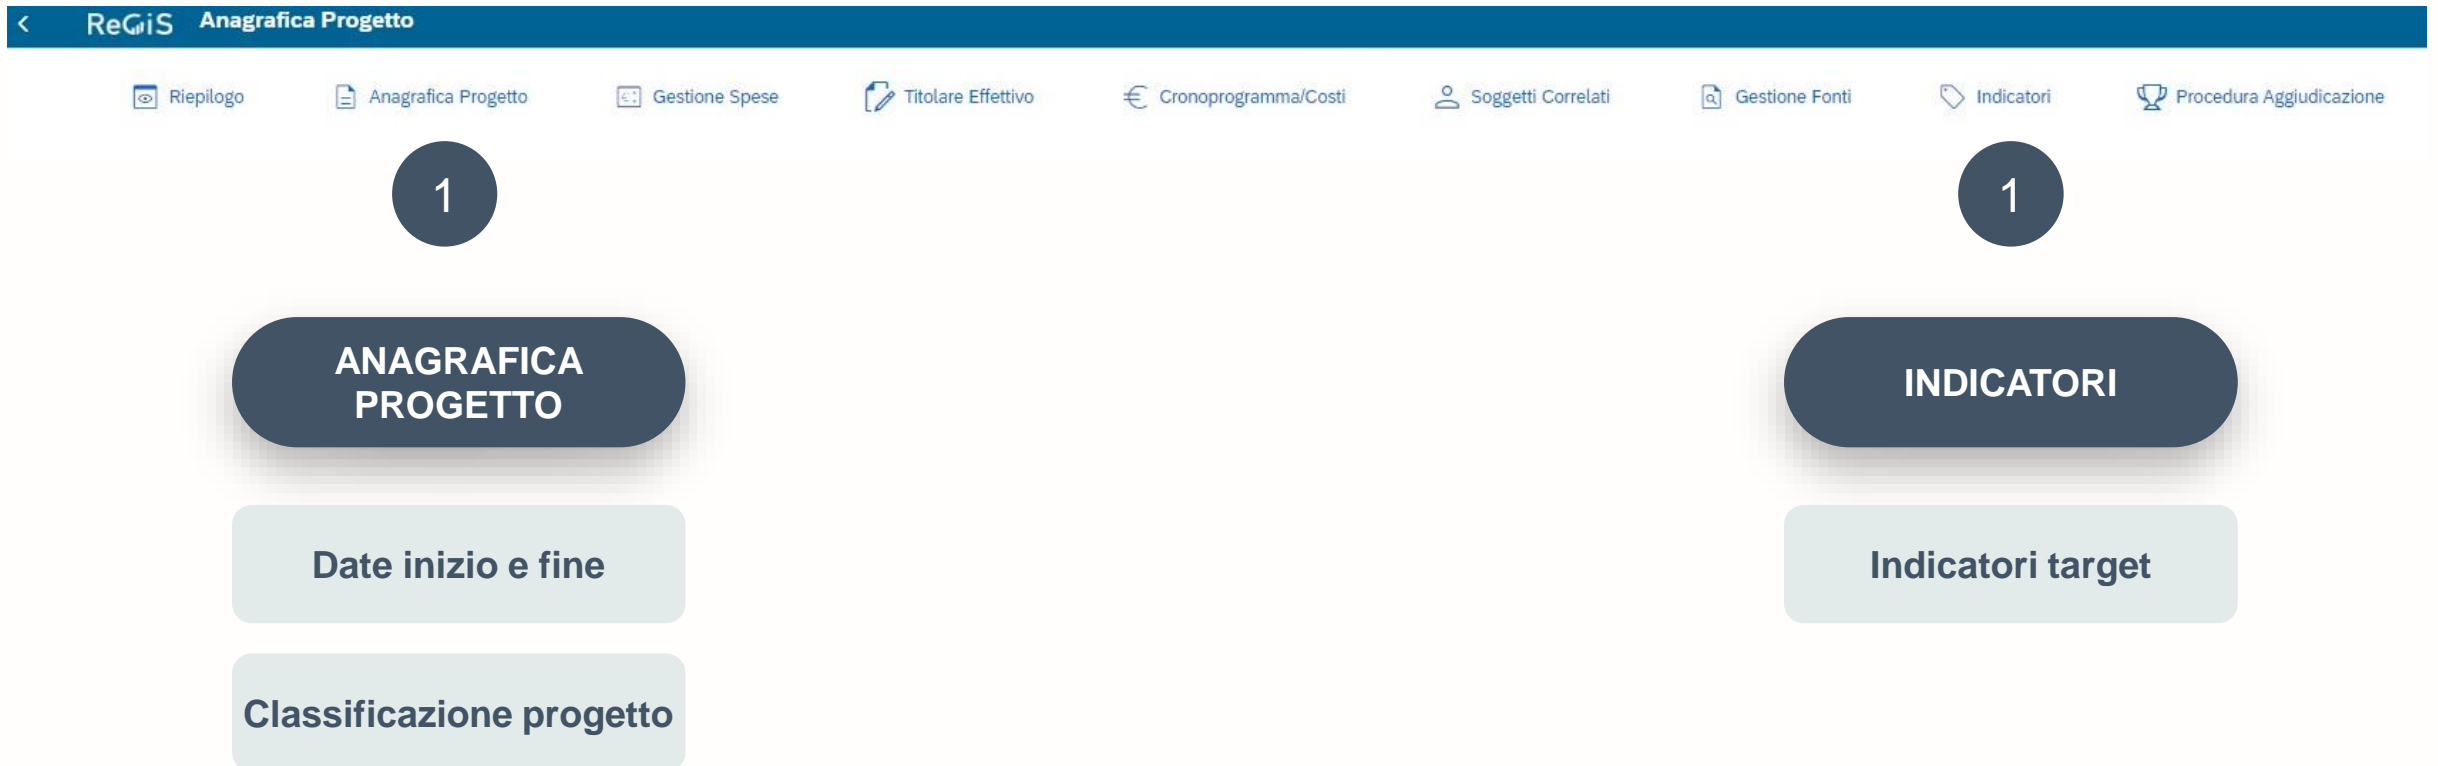 ReGiS Anagrafica Progetto
Riepilogo Anagrafica Progetto Gestione Spese Titolare Effettivo Cronoprogramma/Costi Soggetti Correlati Gestione Fonti Indicatori Procedura Aggiudicazione
1 1
ANAGRAFICA
PROGETTO
INDICATORI
Date inizio e fine
Indicatori target
Classificazione progetto